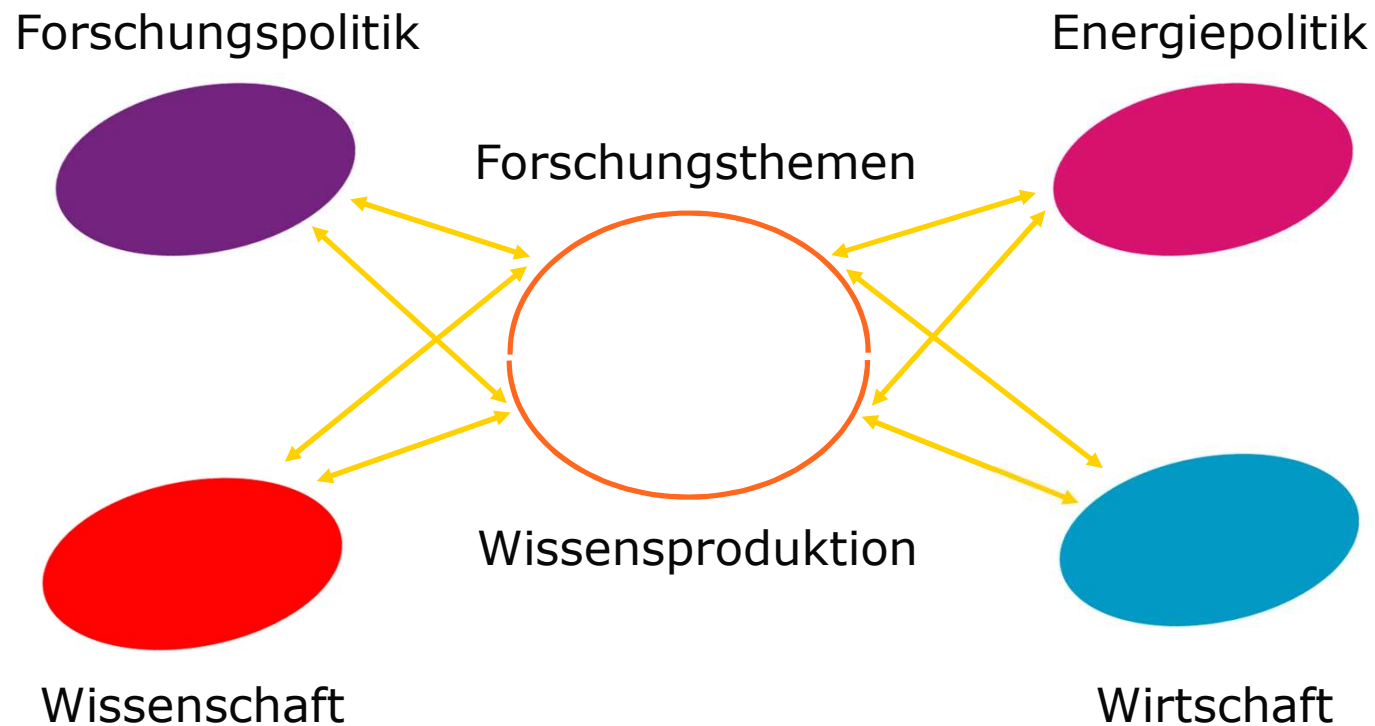 Forschungspolitik
Energiepolitik
Forschungsthemen
Wissensproduktion
Wissenschaft
Wirtschaft